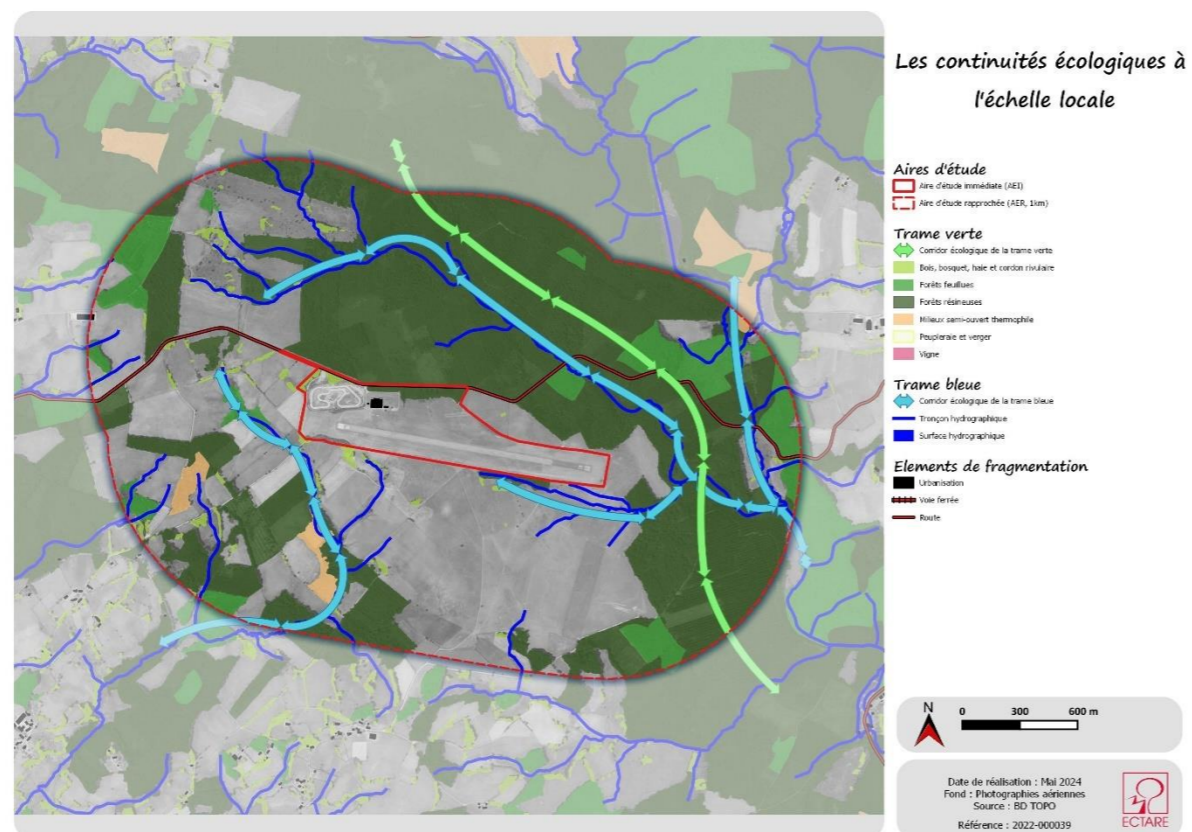 Les continuités écologiques à
l'échelle locale
Aires d'étude
Aire d'étude immédiate (AEI)
Aire d'étude rapprochée (AER, 1km)
Trame verte
Corridor écologique de la trame verte
Bois, bosquet, haie et cordon rivulaire
Forêts feuillues
Forêts résineuses
Milieux semi-ouvert thermophile
Peupleraie et verger
Vigne
Trame bleue
Corridor écologique de la trame bleue
Tronçon hydrographique
Surface hydrographique
Elements de fragmentation
Urbanisation
Voie ferrée
Route
N
0 300 600 m
Date de réalisation : Mai 2024
Fond : Photographies aériennes
Source : BD TOPO
Référence : 2022-000039
ECTARE